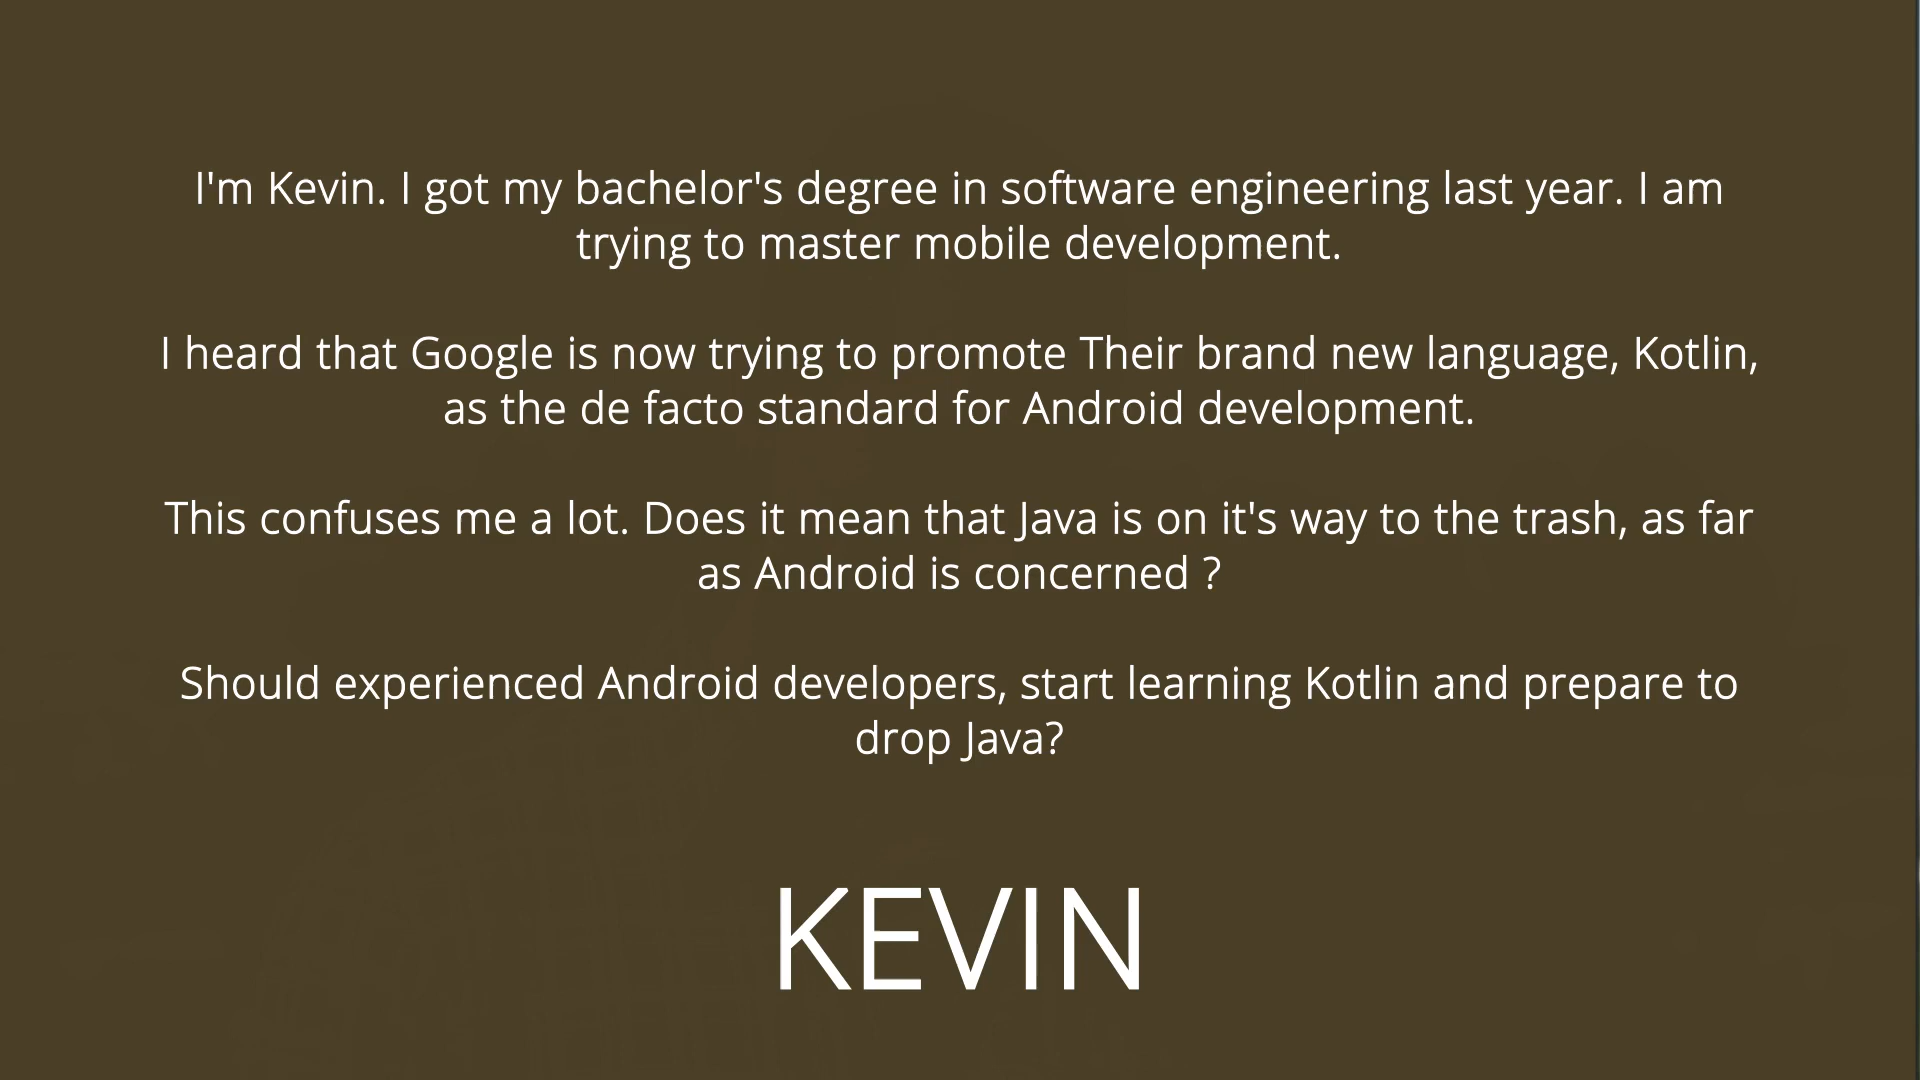 I'm Kevin. I got my bachelor's degree in software engineering last year. I am
trying to master mobile development.
I heard that Google is now trying to promote Their brand new language, Kotlin,
as the de facto standard for Android development.
This confuses me a lot. Does it mean that Java is on it's way to the trash, as far
as Android is concerned ?
Should experienced Android developers, start learning Kotlin and prepare to
drop Java?
KEVIN